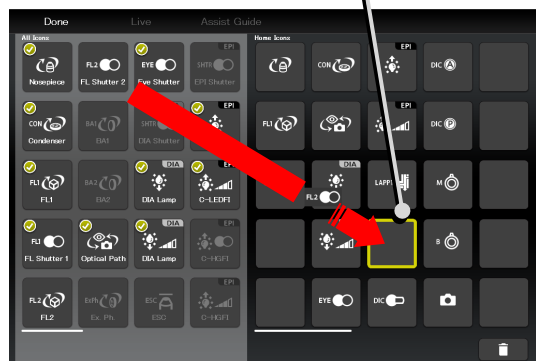 Done Live Assist Guide
All Icons
Home Icons
EPI
EPI
FL2
EYE
SHTR
CON
DIC A
Nosepiece
FL Shutter 2
Eye Shutter
EPI Shutter
EPI
EPI
CON
BA1
SHTR
FL1
DIC P
Condenser
BA1
DIA Shutter
DIA
EPI
DIA
FL1
BA2
LAPP
M
FL2
FL1
BA2
DIA Lamp
C-LEDFI
DIA
EPI
FL1
B
FL Shutter 1
Optical Path
DIA Lamp
C-HGFI
EPI
FL2
ExPh
ESC
EYE
DIC
FL2
Ex. Ph.
ESC
C-HGFI